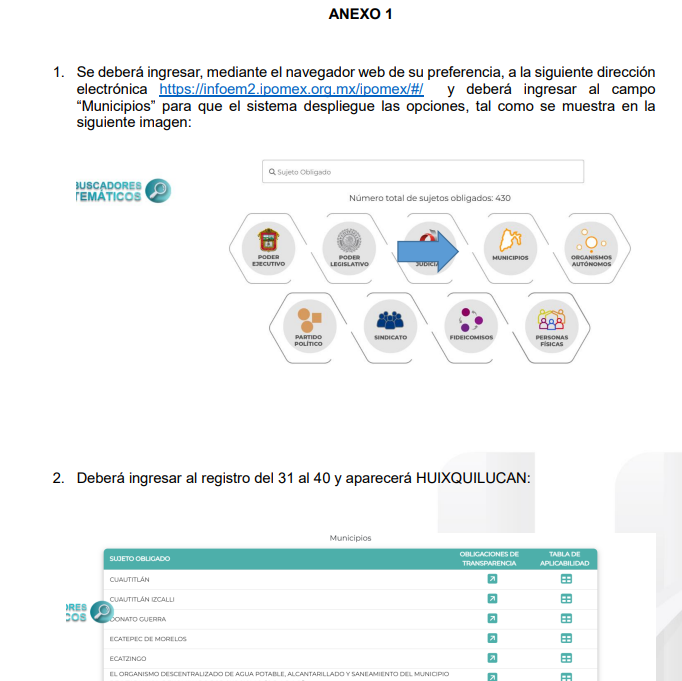 ANEXO 1
1. Se deberá ingresar, mediante el navegador web de su preferencia, a la siguiente dirección
electrónica https://infoem2.ipomex.org.mx/ipomex/#/ y deberá ingresar al campo
“Municipios” para que el sistema despliegue las opciones, tal como se muestra en la
siguiente imagen:
Sujeto Obligado
BUSCADORES
TEMÁTICOS
Número total de sujetos obligados: 430
PODER
EJECUTIVO
PODER
LEGISLATIVO
JUDICIA
MUNICIPIOS
ORGANISMOS
AUTÓNOMOS
PARTIDO
POLÍTICO
SINDICATO
FIDEICOMISOS
PERSONAS
FÍSICAS
2. Deberá ingresar al registro del 31 al 40 y aparecerá HUIXQUILUCAN:
Municipios
SUJETO OBLIGADO
OBLIGACIONES DE
TRANSPARENCIA
TABLA DE
APLICABILIDAD
CUAUTITLÁN
CUAUTITLÁN IZCALLI
DONATO GUERRA
ORES
COS
ECATEPEC DE MORELOS
ECATZINGO
EL ORGANISMO DESCENTRALIZADO DE AGUA POTABLE, ALCANTARILLADO Y SANEAMIENTO DEL MUNICIPIO